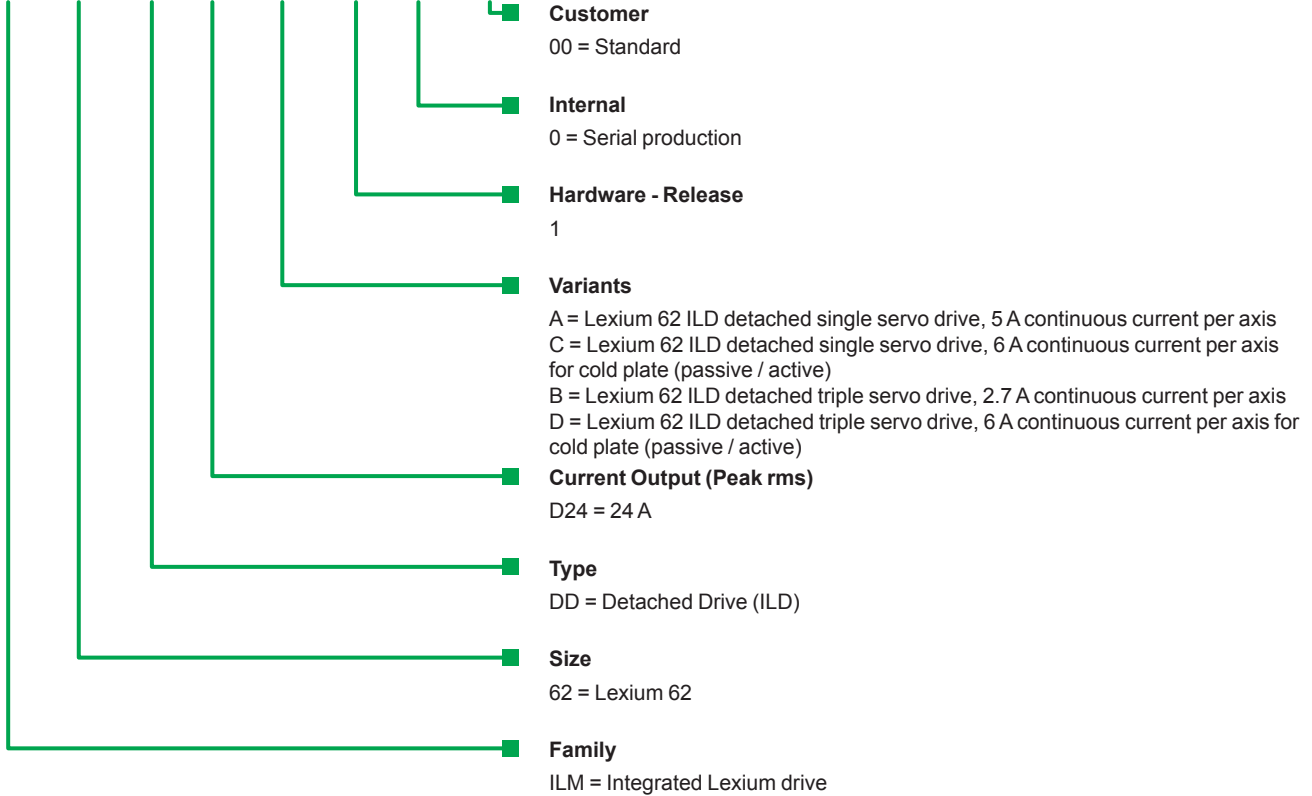 Customer
00 = Standard
Internal
0 = Serial production
Hardware - Release
1
Variants
A = Lexium 62 ILD detached single servo drive, 5 A continuous current per axis
C = Lexium 62 ILD detached single servo drive, 6 A continuous current per axis
for cold plate (passive / active)
B = Lexium 62 ILD detached triple servo drive, 2.7 A continuous current per axis
D = Lexium 62 ILD detached triple servo drive, 6 A continuous current per axis for
cold plate (passive / active)
Current Output (Peak rms)
D24 = 24 A
Type
DD = Detached Drive (ILD)
Size
62 = Lexium 62
Family
ILM = Integrated Lexium drive